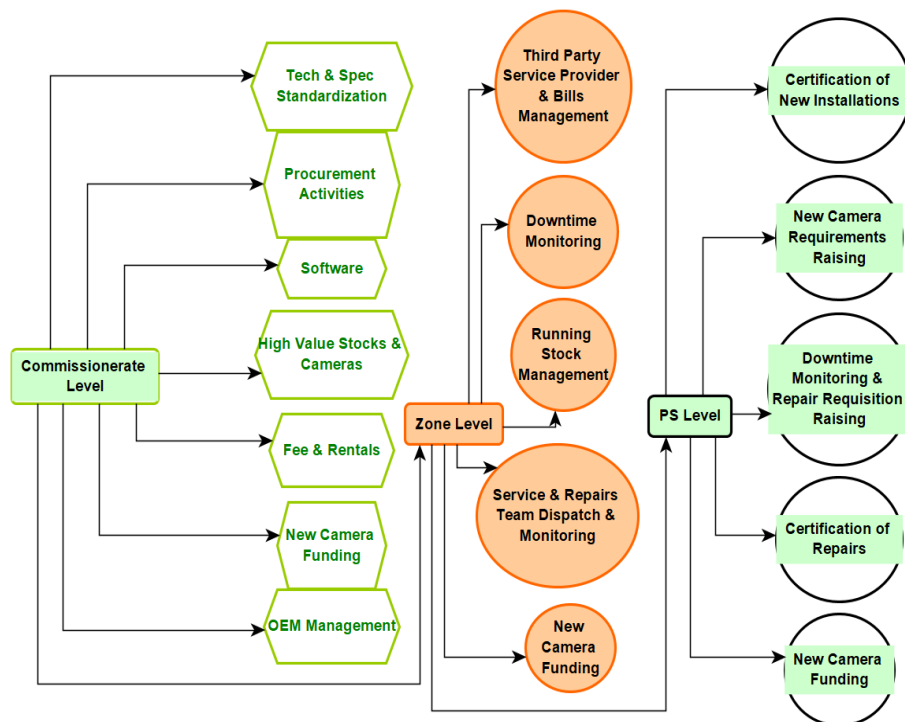 Tech & Spec
Standardization
Procurement
Activities
Software
High Value Stocks &
Cameras
Commissionerate
Level
Fee & Rentals
New Camera
Funding
OEM Management
Third Party
Service Provider
& Bills
Management
Downtime
Monitoring
Running
Stock
Management
Zone Level
Service & Repairs
Team Dispatch &
Monitoring
New
Camera
Funding
Certification of
New Installations
New Camera
Requirements
Raising
Downtime
Monitoring &
Repair Requisition
Raising
PS Level
Certification of
Repairs
New Camera
Funding